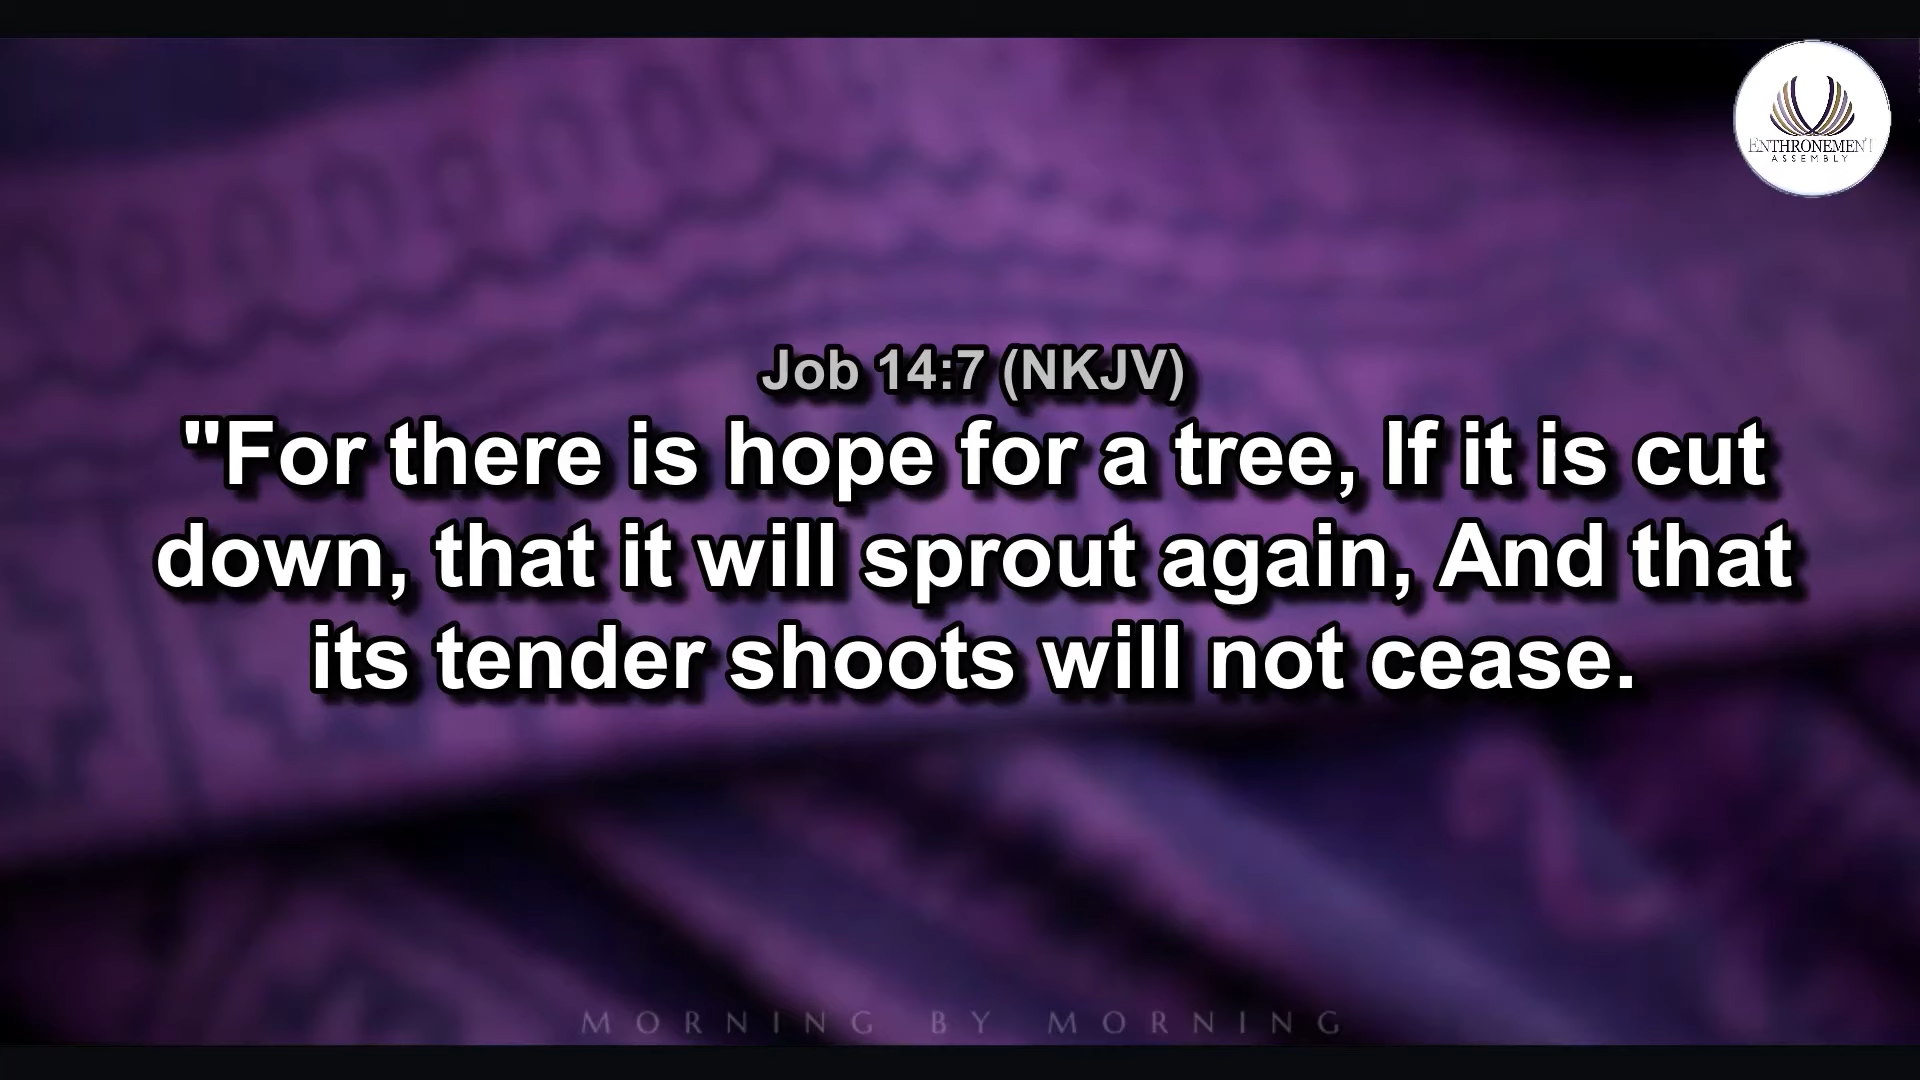 ENTHRONEMENT
ASSEMBLY
Job 14:7 (NKJV)
"For there is hope for a tree, If it is cut
down, that it will sprout again, And that
its tender shoots will not cease.
MORNING BY MORNING